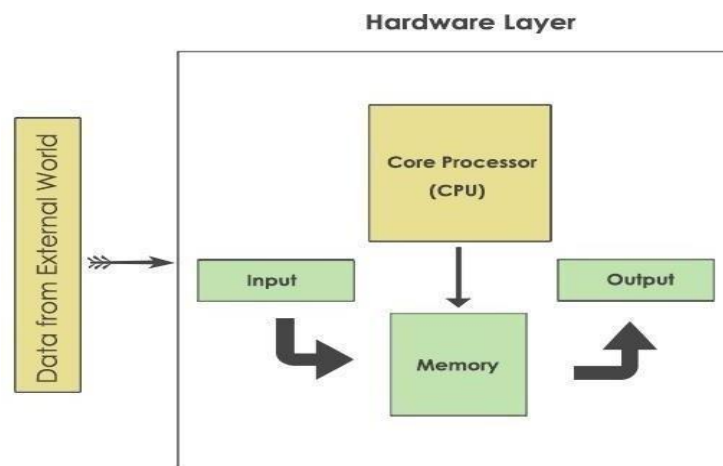 Hardware Layer
Data from External World
Core Processor
(CPU)
Input
Output
Memory